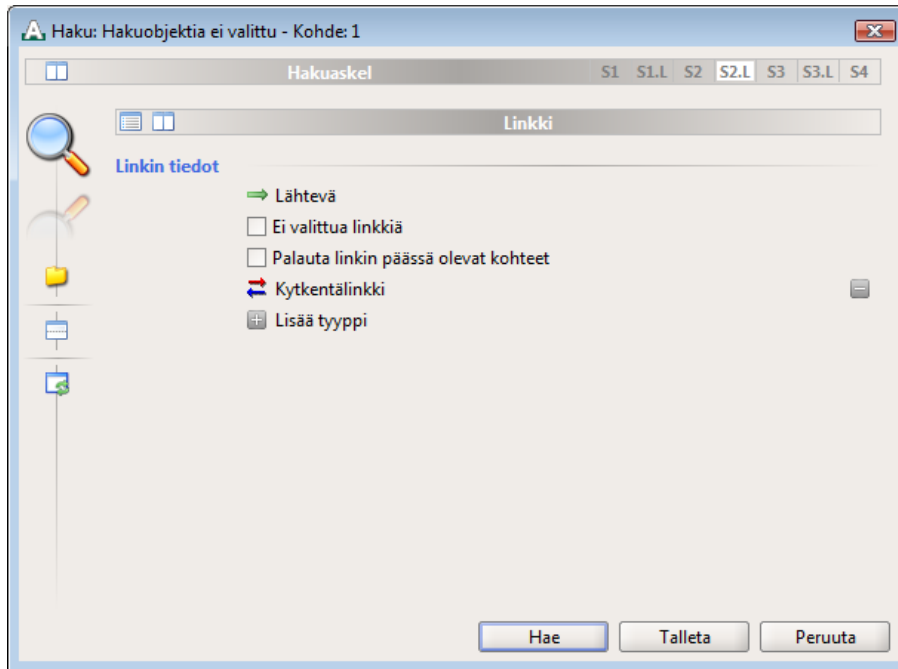 Haku: Hakuobjektia ei valittu - Kohde: 1
Hakuaskel S1 S1.L S2 S2.L S3 S3.L S4
Linkki
Linkin tiedot
Lähtevä
Ei valittua linkkiä
Palauta linkin päässä olevat kohteet
Kytkentälinkki
Lisää tyyppi
Hae Talleta Peruuta